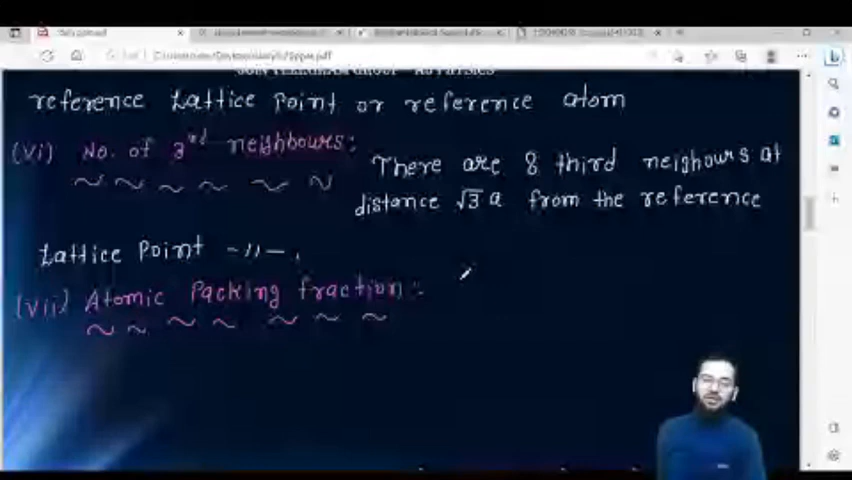 reference Lattice Point or reference atom
(vi) No. of 3rd neighbours:
There are 8 third neighours at
distance √3 a from the reference
Lattice Point -11- .
(vii) Atomic Packing fraction :